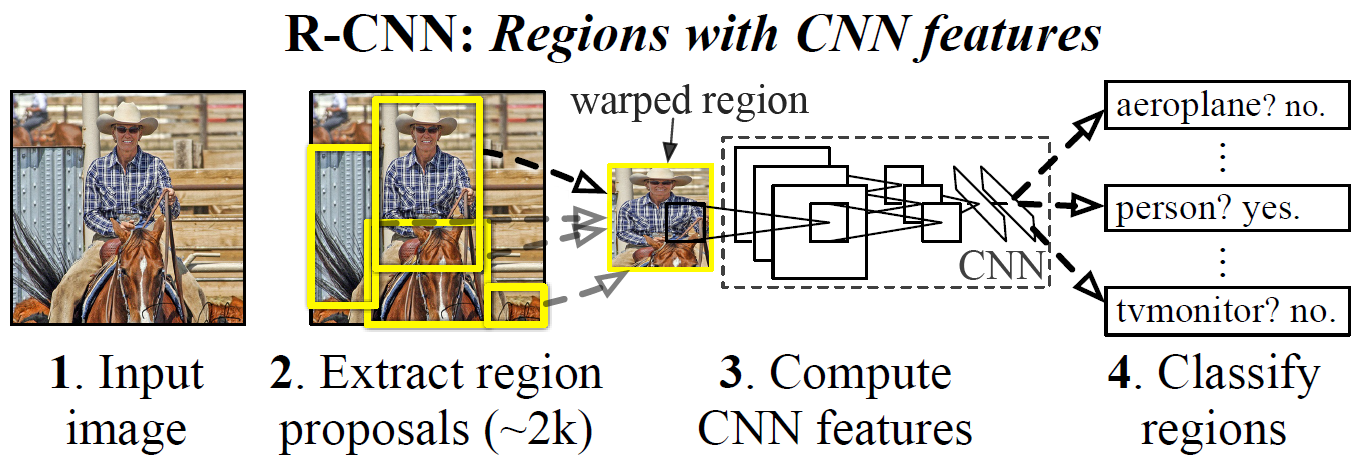 R-CNN: Regions with CNN features
warped region
aeroplane? no.
person? yes.
tvmonitor? no.
CNN
1. Input
image
2. Extract region
proposals (~2k)
3. Compute
CNN features
4. Classify
regions